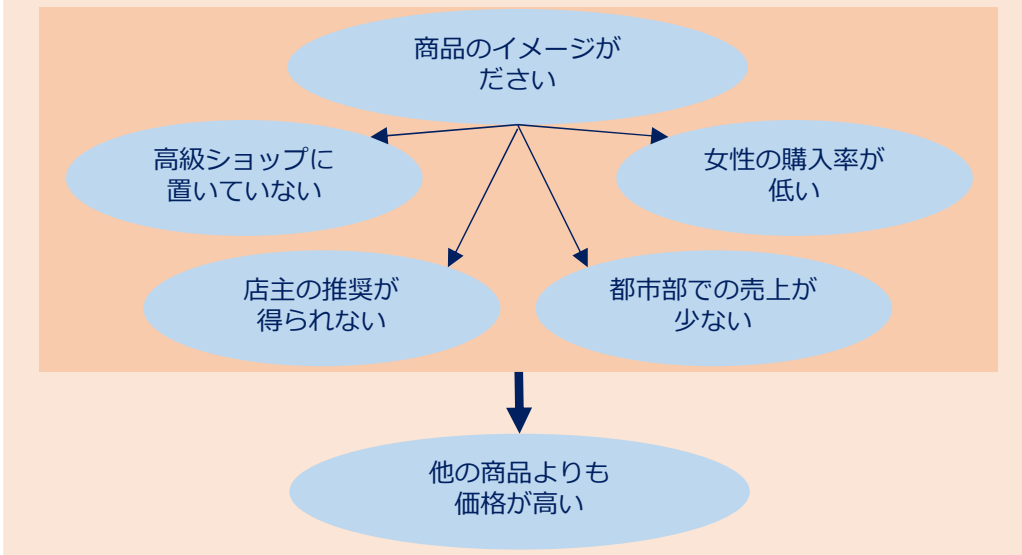 商品のイメージが
ださい
高級ショップに
置いていない
女性の購入率が
低い
店主の推奨が
得られない
都市部での売上が
少ない
他の商品よりも
価格が高い